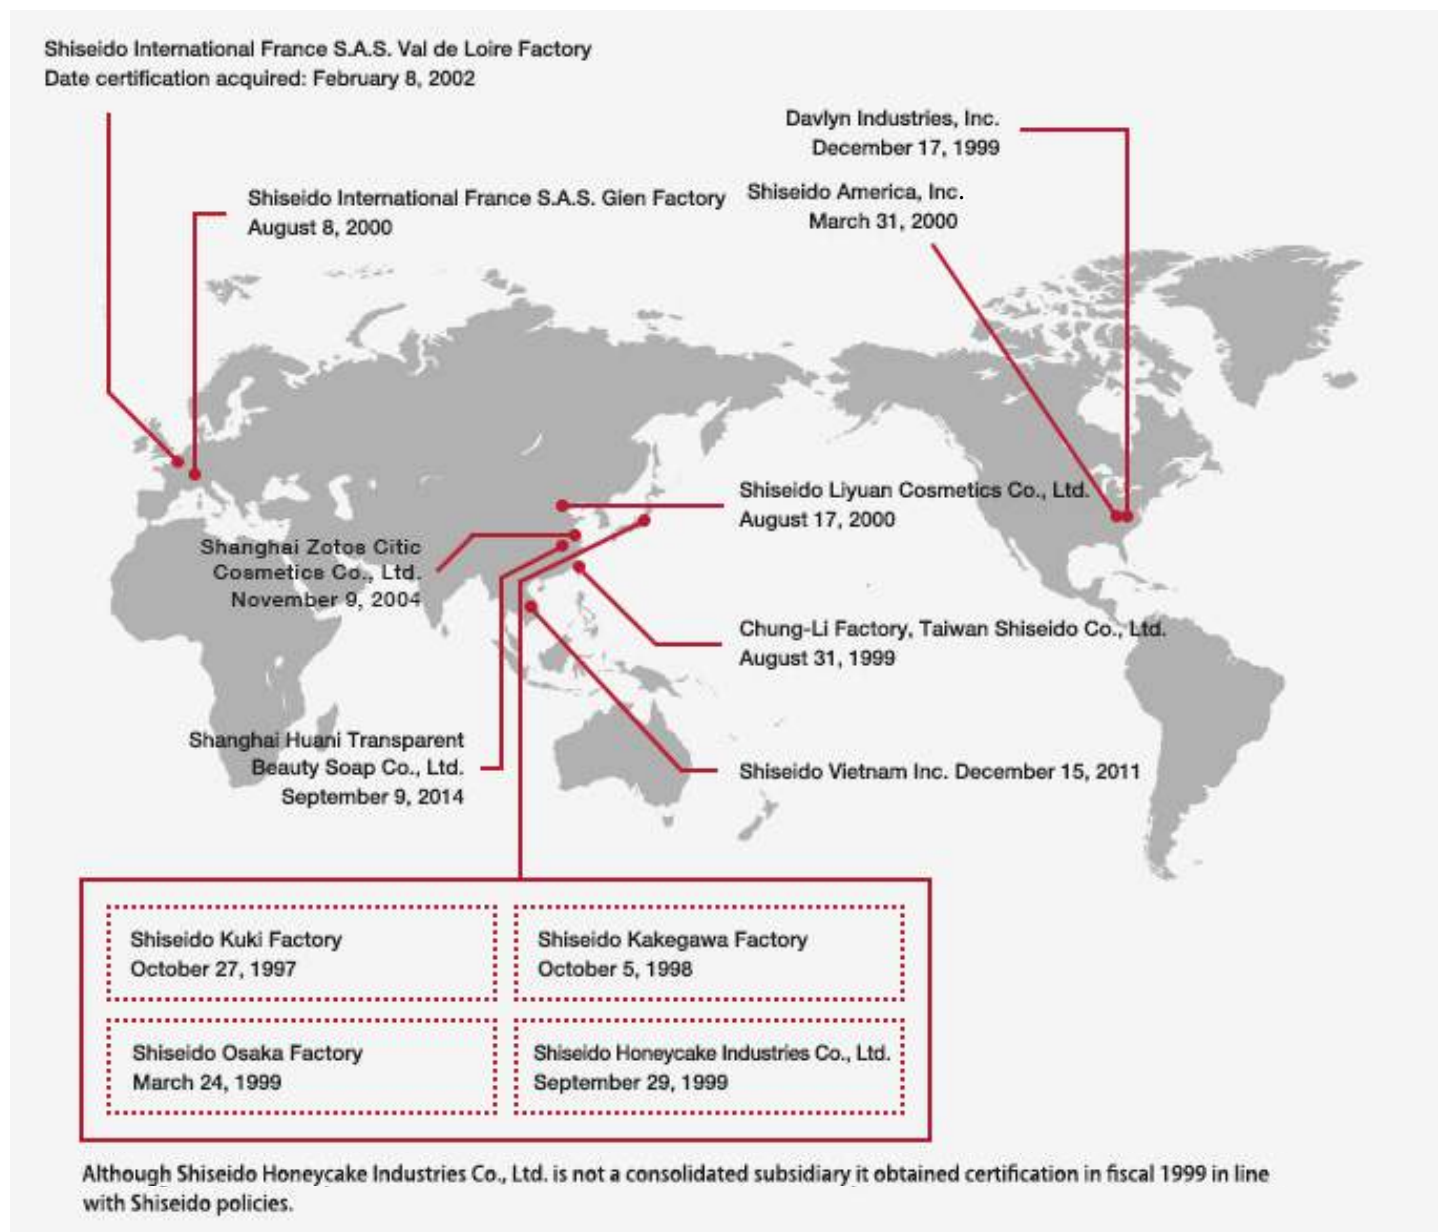 Shiseido International France S.A.S. Val de Loire Factory
Date certification acquired: February 8, 2002
Davlyn Industries, Inc.
December 17, 1999
Shiseido International France S.A.S. Gien Factory
August 8, 2000
Shiseido America, Inc.
March 31, 2000
Shiseido Liyuan Cosmetics Co., Ltd.
August 17, 2000
Shanghai Zotos Citic
Cosmetics Co., Ltd.
November 9, 2004
Chung-Li Factory, Taiwan Shiseido Co., Ltd.
August 31, 1999
Shanghai Huani Transparent
Beauty Soap Co., Ltd.
September 9, 2014
Shiseido Vietnam Inc. December 15, 2011
Shiseido Kuki Factory
October 27, 1997
Shiseido Kakegawa Factory
October 5, 1998
Shiseido Osaka Factory
March 24, 1999
Shiseido Honeycake Industries Co., Ltd.
September 29, 1999
Although Shiseido Honeycake Industries Co., Ltd. is not a consolidated subsidiary it obtained certification in fiscal 1999 in line
with Shiseido policies.